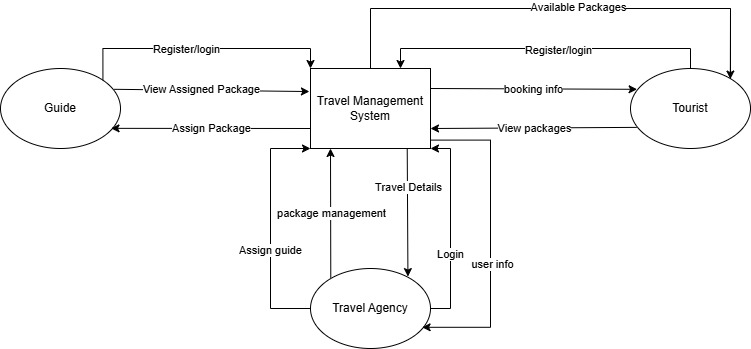 Available Packages
Register/login
Register/login
View Assigned Package
booking info
Guide
Travel Management
System
Tourist
Assign Package
View packages
Travel Details
package management
Assign guide
Login
user info
Travel Agency